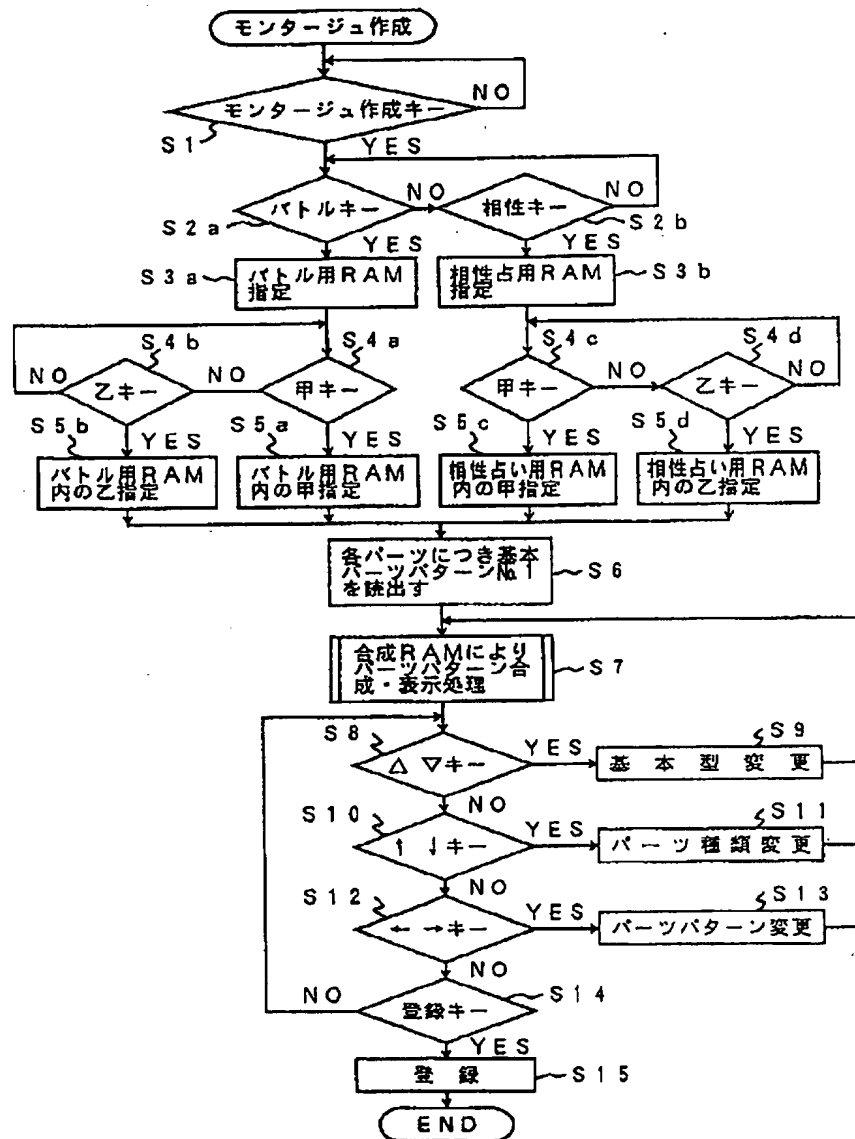 モンタージュ作成
NO
モンタージュ作成キー
S1
YES
バトルキー
NO
相性キー
NO
S2a
YES
S2b
YES
S3a
バトル用RAM
指定
相性占用RAM
指定
S3b
S4b
S4a
S4c
S4d
NO
乙キー
NO
甲キー
甲キー
NO
乙キー
NO
S5b
YES
S5a
YES
S5c
YES
S5d
YES
バトル用RAM
内の乙指定
バトル用RAM
内の甲指定
相性占い用RAM
内の甲指定
相性占い用RAM
内の乙指定
各パーツにつき基本
パーツパターン№1
を読出す
S6
合成RAMにより
パーツパターン合
成・表示処理
S7
S8
△ ▽キー
YES
S9
基本型変更
NO
S10
↑ ↓キー
YES
S11
パーツ種類変更
NO
S12
← →キー
YES
S13
パーツパターン変更
NO
NO
登録キー
S14
YES
登録
S15
END